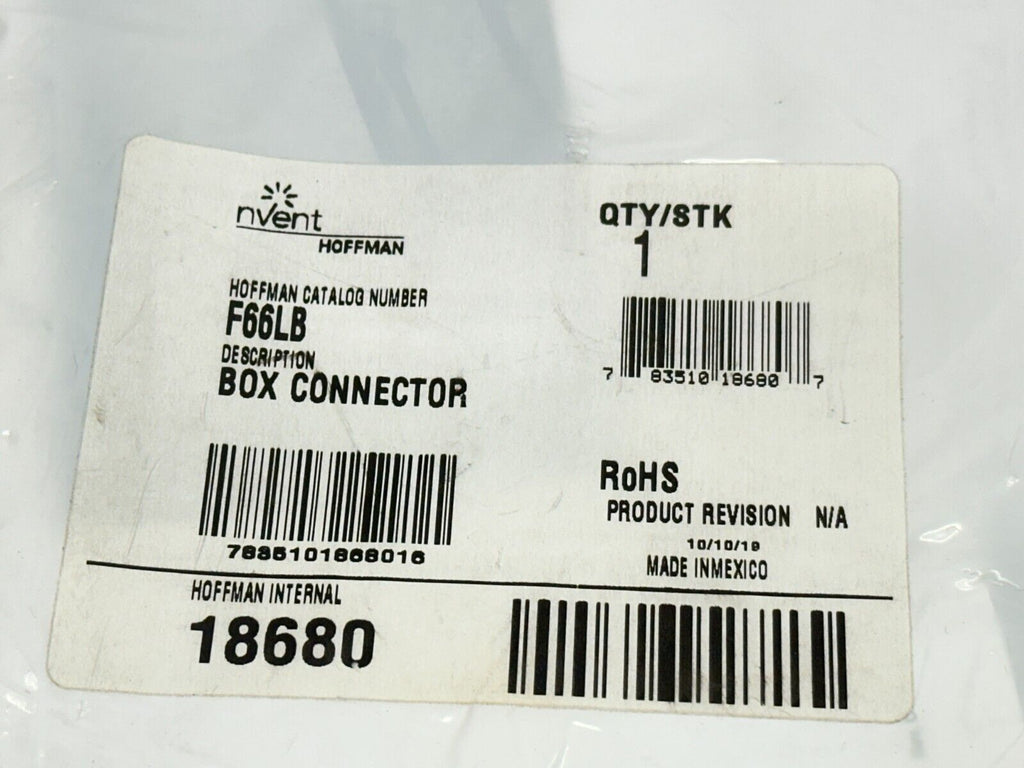 nVent
HOFFMAN
QTY/STK
1
HOFFMAN CATALOG NUMBER
F66LB
DESCRIPTION
BOX CONNECTOR
7 83510 18680 7
7835101868016
RoHS
PRODUCT REVISION N/A
10/10/19
MADE INMEXICO
HOFFMAN INTERNAL
18680